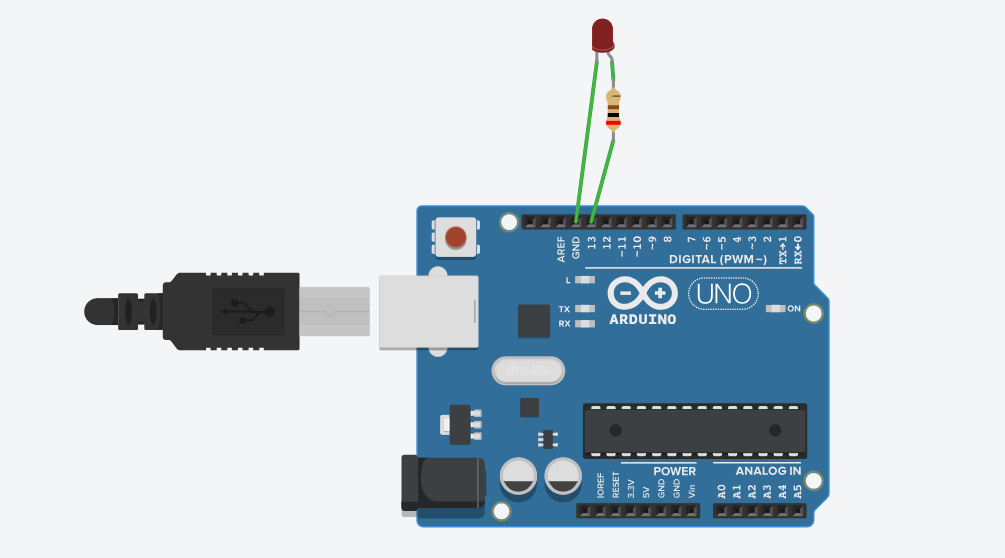 AREF
GND
13
12
~11
~10
~9
8
7
~6
~5
4
~3
2
TX→1
RX←0
DIGITAL (PWM~)
L
TX
RX
ARDUINO
UNO
ON
POWER
ANALOG IN
IOREF
RESET
3.3V
5V
GND
GND
Vin
A0
A1
A2
A3
A4
A5